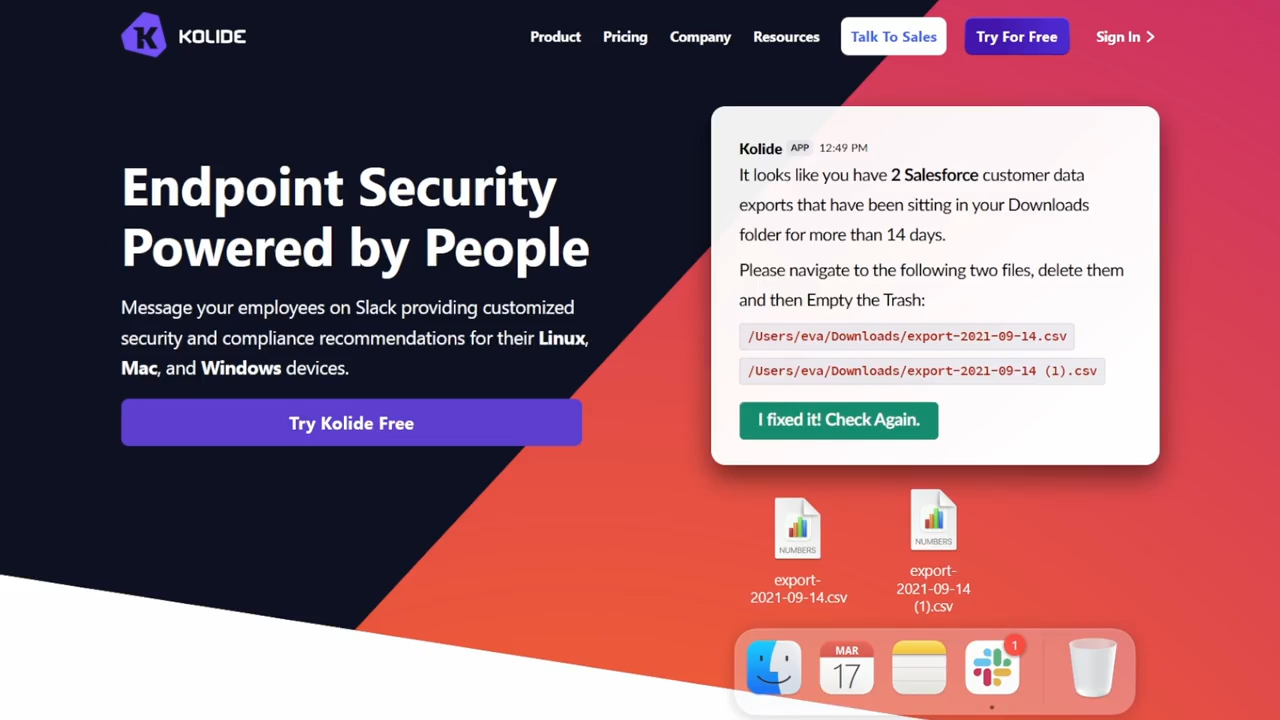 KOLIDE
Product Pricing Company Resources Talk To Sales Try For Free Sign In
Endpoint Security
Powered by People
Message your employees on Slack providing customized
security and compliance recommendations for their Linux,
Mac, and Windows devices.
Try Kolide Free
Kolide APP 12:49 PM
It looks like you have 2 Salesforce customer data
exports that have been sitting in your Downloads
folder for more than 14 days.
Please navigate to the following two files, delete them
and then Empty the Trash:
/Users/eva/Downloads/export-2021-09-14.csv
/Users/eva/Downloads/export-2021-09-14 (1).csv
I fixed it! Check Again.
NUMBERS
export-
2021-09-14.csv
NUMBERS
export-
2021-09-14
(1).csv
MAR
17
1